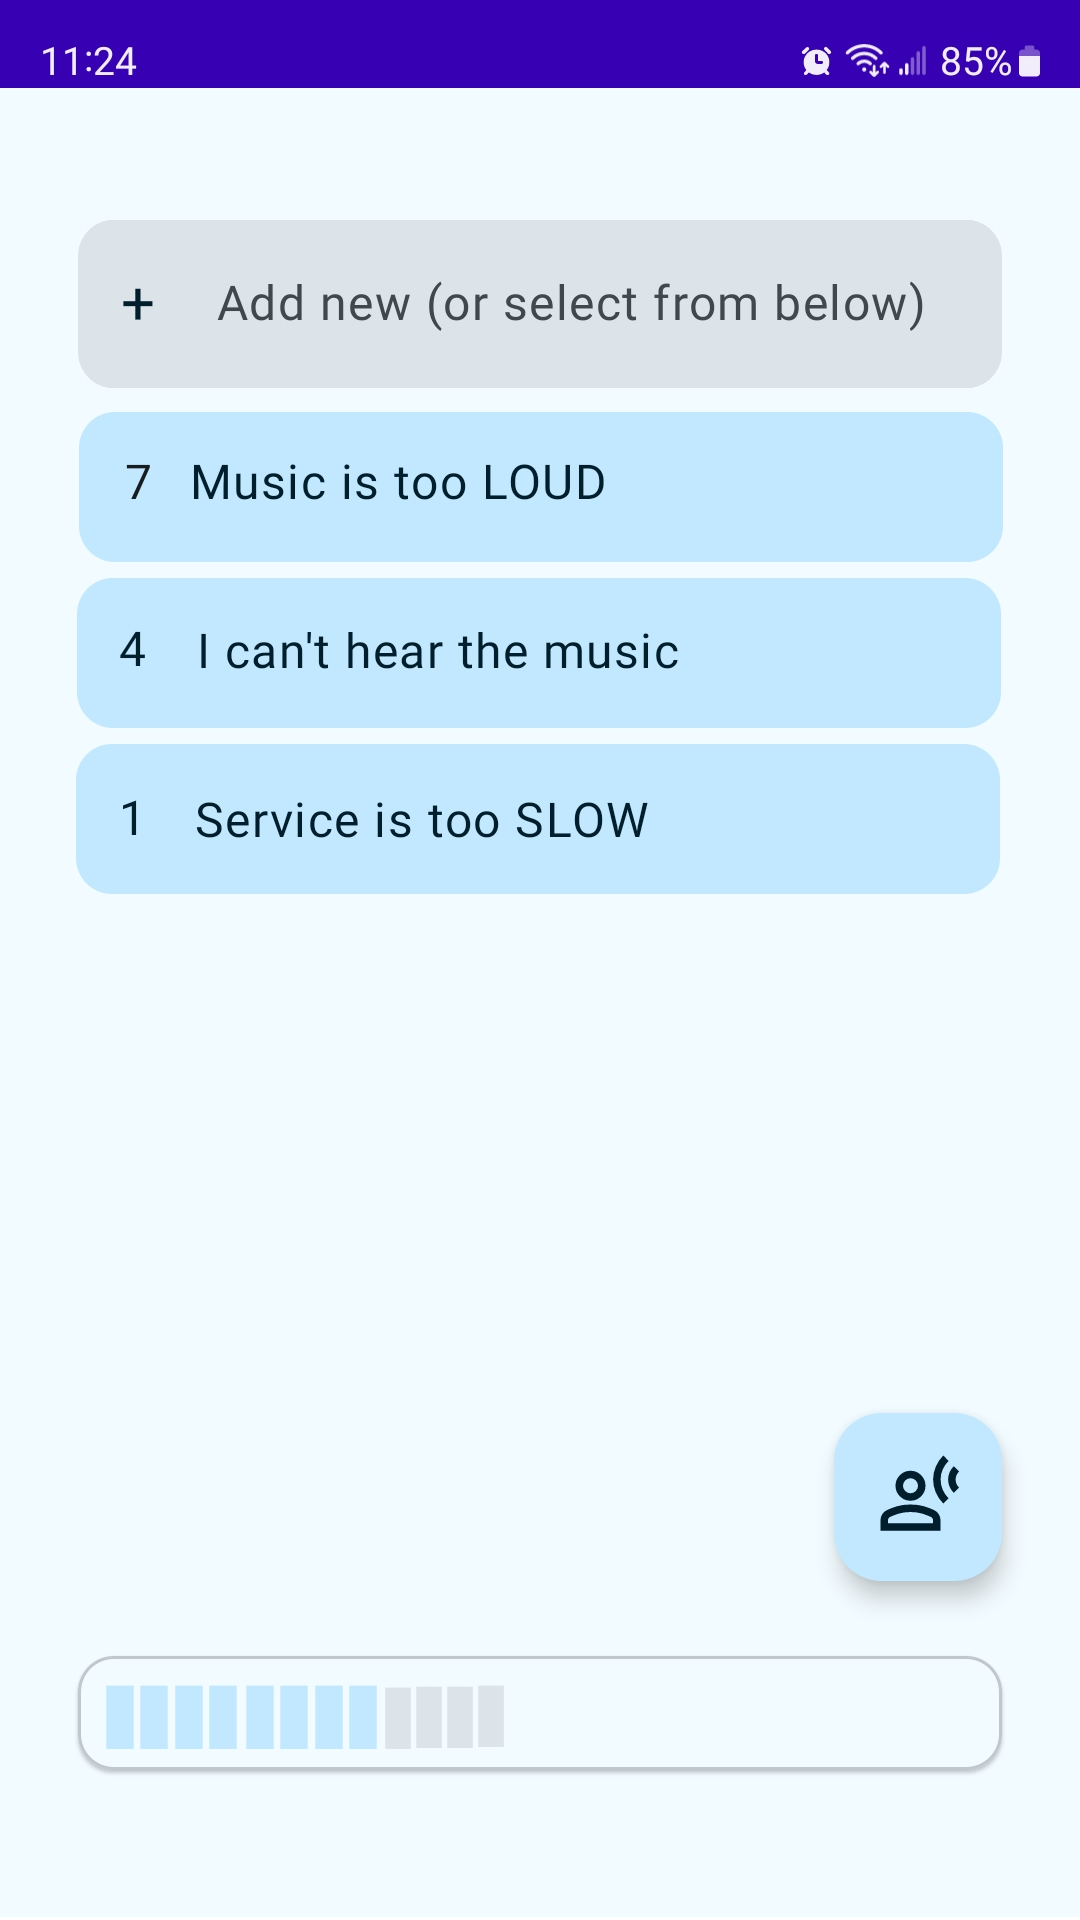 11:24 85%
+ Add new (or select from below)
7 Music is too LOUD
4 I can't hear the music
1 Service is too SLOW